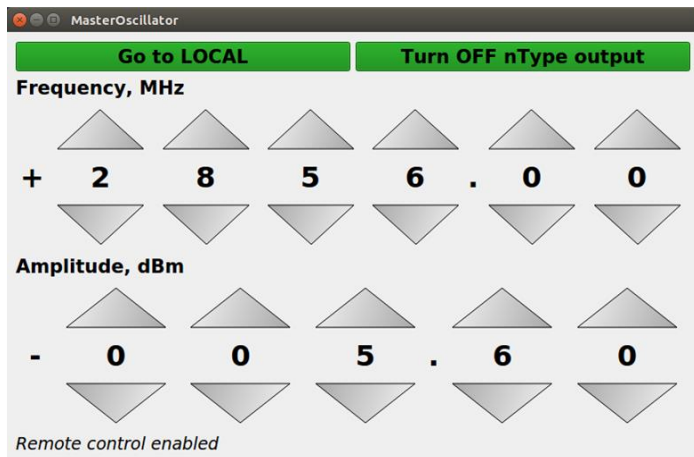 MasterOscillator
Go to LOCAL Turn OFF nType output
Frequency, MHz
+ 2 8 5 6 . 0 0
Amplitude, dBm
- 0 0 5 . 6 0
Remote control enabled